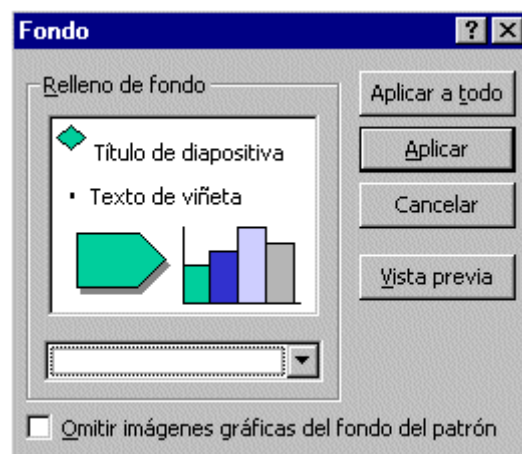 Fondo
Relleno de fondo
Título de diapositiva
· Texto de viñeta
Aplicar a todo
Aplicar
Cancelar
Vista previa
Omitir imágenes gráficas del fondo del patrón